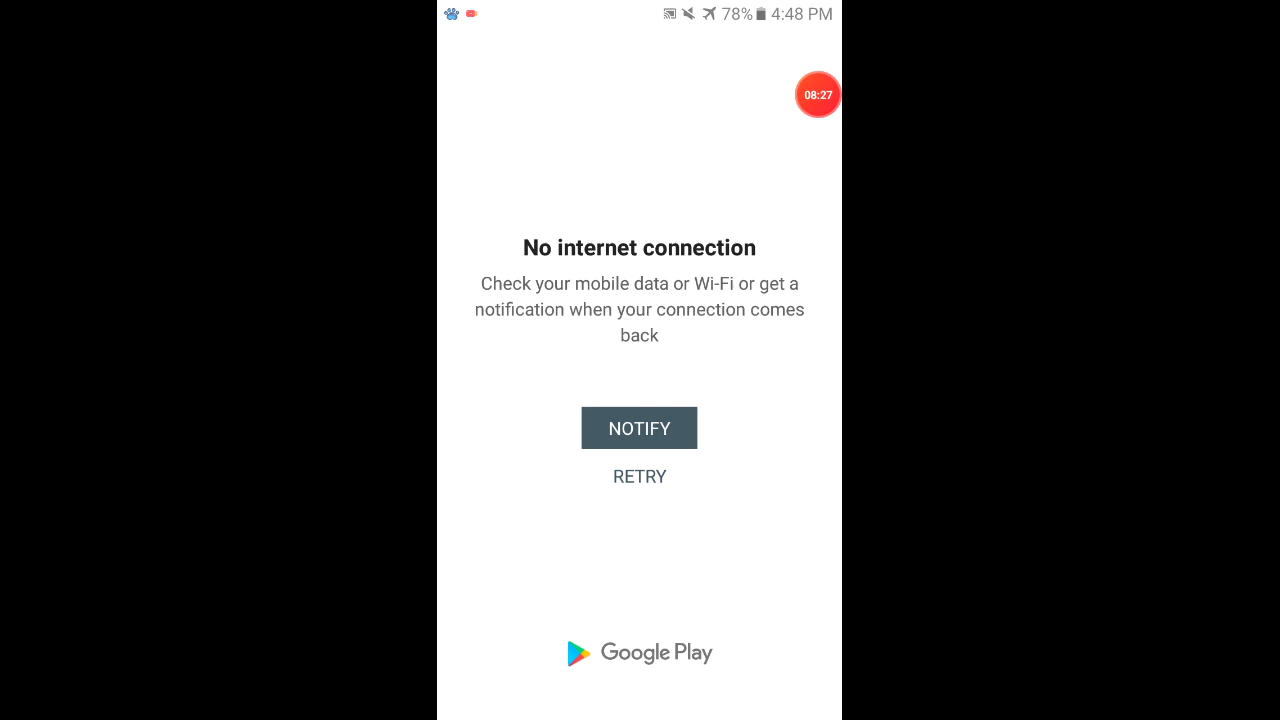 78% 4:48 PM
08:27
No internet connection
Check your mobile data or Wi-Fi or get a
notification when your connection comes
back
NOTIFY
RETRY
Google Play